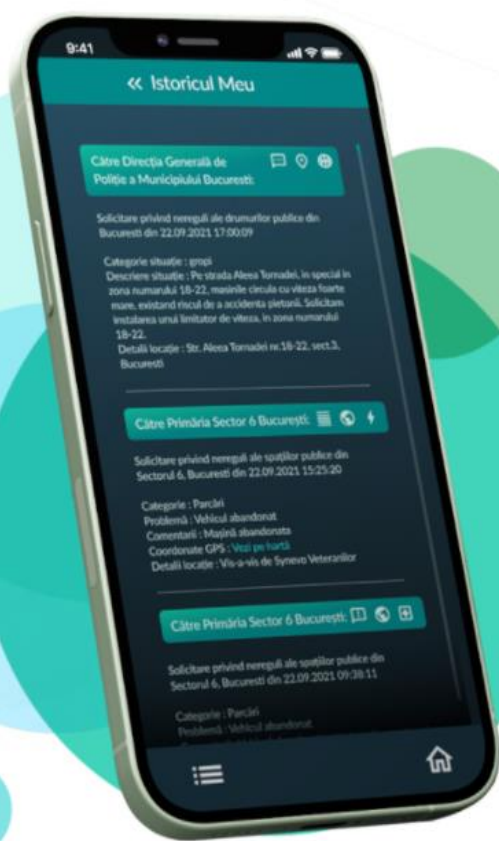 9:41
« Istoricul Meu
Către Direcția Generală de
Poliție a Municipiului Bucuresti:
Solicitare privind nereguli ale drumurilor publice din
Bucuresti din 22.09.2021 17:00:09
Categorie situație : gropi
Descriere situație : Pe strada Aleea Tornadei, in special in
zona numarului 18-22, masinile circula cu viteza foarte
mare, existand riscul de a accidenta pietonii. Solicitam
instalarea unui limitator de viteza, in zona numarului
18-22.
Detalii locație : Str. Aleea Tornadei nr.18-22, sect.3,
Bucuresti
Către Primăria Sector 6 București:
Solicitare privind nereguli ale spațiilor publice din
Sectorul 6, Bucuresti din 22.09.2021 15:25:20
Categorie : Parcări
Problemă : Vehicul abandonat
Comentarii : Mașină abandonata
Coordonate GPS : Vezi pe hartă
Detalii locație : Vis-a-vis de Synevo Veteranilor
Către Primăria Sector 6 București:
Solicitare privind nereguli ale spațiilor publice din
Sectorul 6, Bucuresti din 22.09.2021 09:38:11
Categorie : Parcări
Problemă : Vehicul abandonat